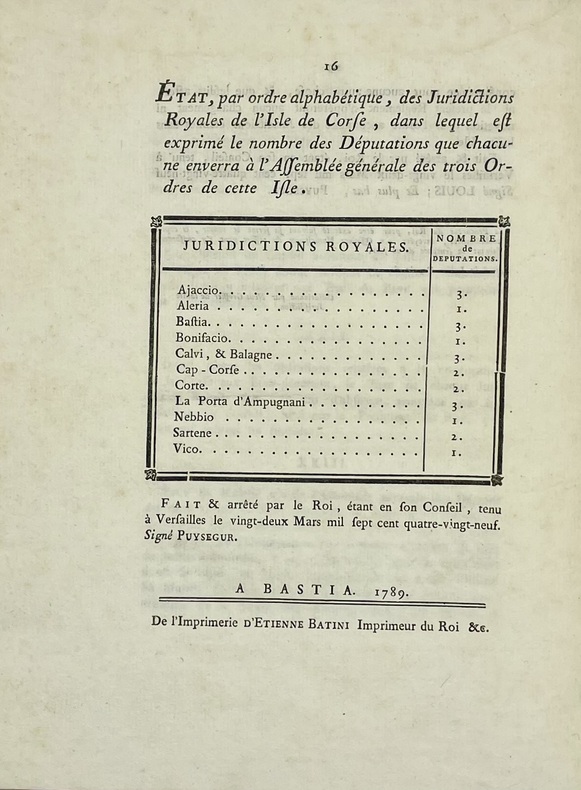 16
ÉTAT, par ordre alphabétique, des Juridictions
Royales de l'Isle de Corſe, dans lequel eſt
exprimé le nombre des Députations que chacu-
ne enverra à l'Aſſemblée générale des trois Or-
dres de cette Iſle.
JURIDICTIONS ROYALES. NOMBRE
de
DEPUTATIONS.
Ajaccio. . . . . . . . . . . . . . . . 3.
Aleria . . . . . . . . . . . . . . . . 1.
Baſtia. . . . . . . . . . . . . . . . 3.
Bonifacio. . . . . . . . . . . . . . . 1.
Calvi, & Balagne . . . . . . . . . . . 3.
Cap-Corſe . . . . . . . . . . . . . . 2.
Corte. . . . . . . . . . . . . . . . . 2.
La Porta d'Ampugnani . . . . . . . . . 3.
Nebbio . . . . . . . . . . . . . . . . 1.
Sartene . . . . . . . . . . . . . . . 2.
Vico. . . . . . . . . . . . . . . . . 1.
FAIT & arrêté par le Roi, étant en ſon Conſeil, tenu
à Verſailles le vingt-deux Mars mil ſept cent quatre-vingt-neuf.
Signé PUYSEGUR.
A BASTIA. 1789.
De l'Imprimerie D'ETIENNE BATINI Imprimeur du Roi &c.